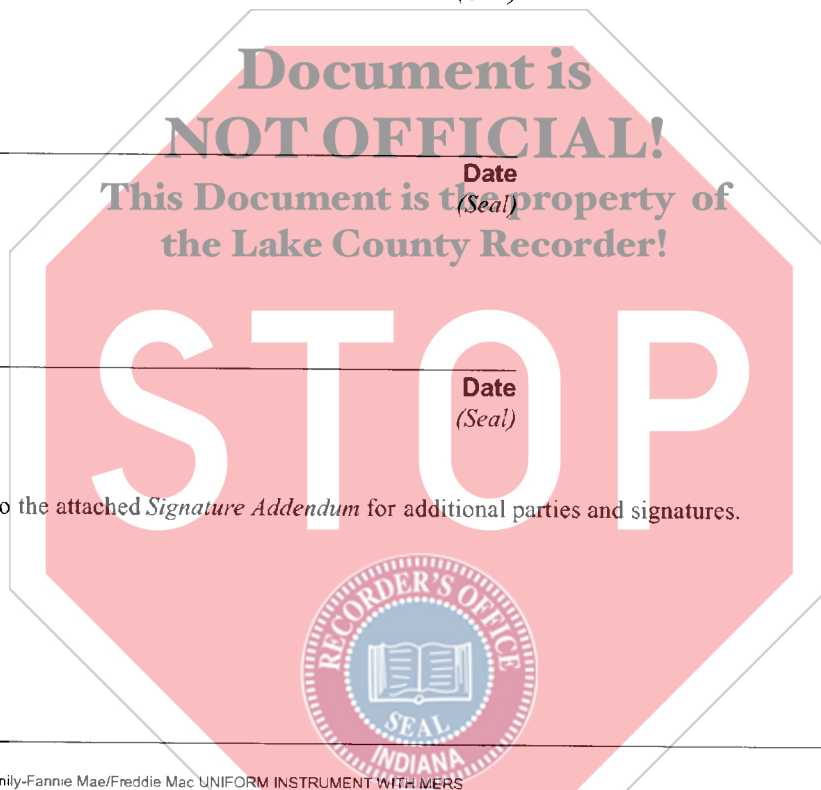 Document is
NOT OFFICIAL!
Date
This Document is the property of
(Seal)
the Lake County Recorder!
STOP
Date
(Seal)
o the attached Signature Addendum for additional parties and signatures.
RECORDER'S OFFICE
SEAL
INDIANA
nily-Fannie Mae/Freddie Mac UNIFORM INSTRUMENT WITH MERS